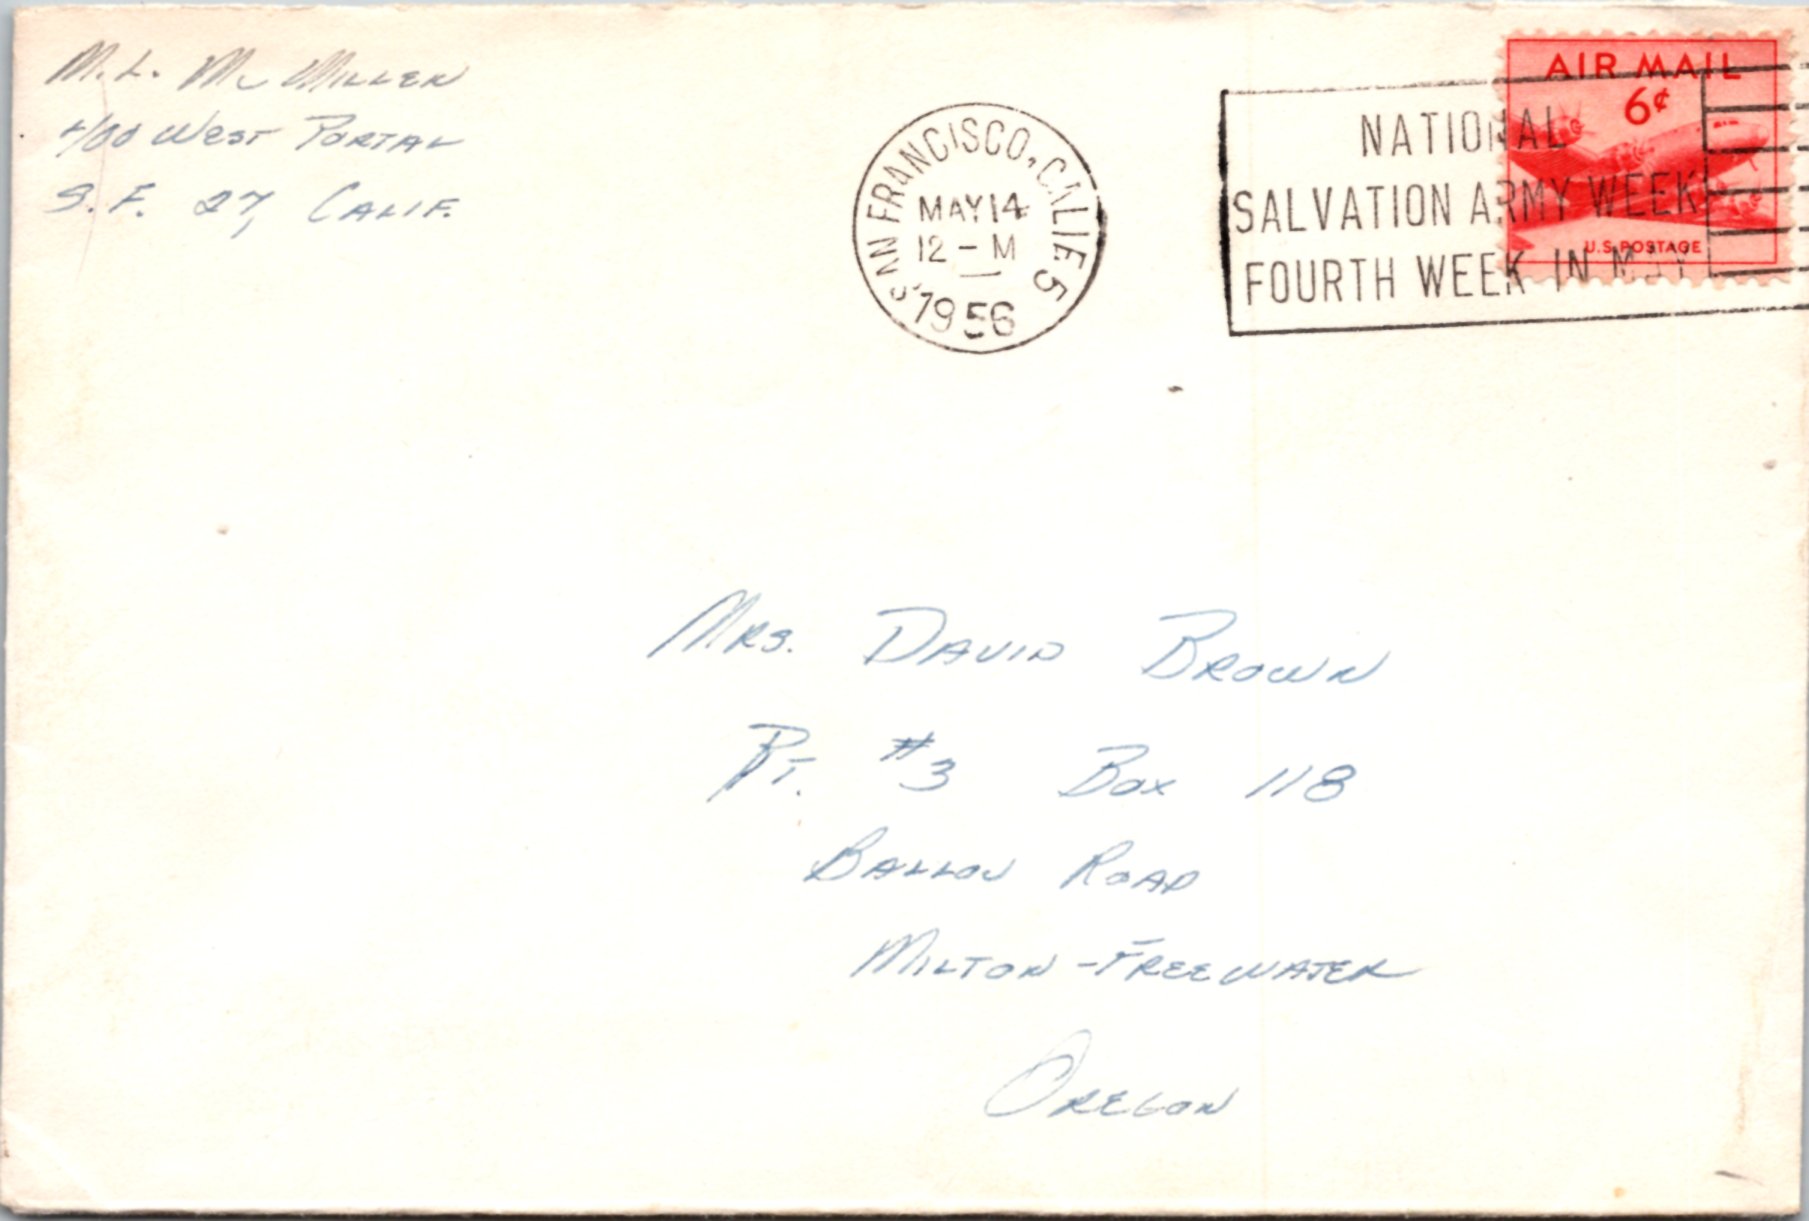 M. L. McMillen
400 West Portal
S. F. 27, Calif.
SAN FRANCISCO, CALIF. 5
MAY 14
12 - M
1956
NATIONAL
SALVATION ARMY WEEK
FOURTH WEEK IN MAY
AIR MAIL
6¢
U.S. POSTAGE
Mrs. David Brown
Rt. #3 Box 118
Ballou Road
Milton-Freewater
Oregon